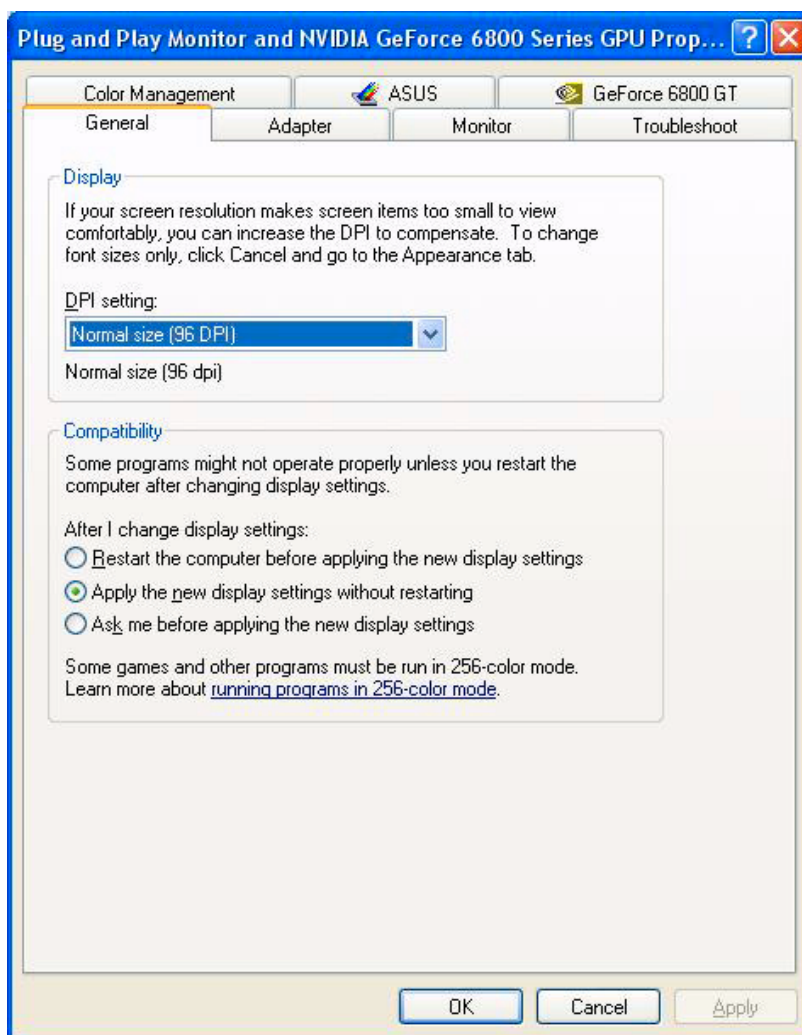 Plug and Play Monitor and NVIDIA GeForce 6800 Series GPU Prop... ?
Color Management
ASUS
GeForce 6800 GT
General
Adapter
Monitor
Troubleshoot
Display
If your screen resolution makes screen items too small to view
comfortably, you can increase the DPI to compensate. To change
font sizes only, click Cancel and go to the Appearance tab.
DPI setting:
Normal size (96 DPI)
Normal size (96 dpi)
Compatibility
Some programs might not operate properly unless you restart the
computer after changing display settings.
After I change display settings:
Restart the computer before applying the new display settings
Apply the new display settings without restarting
Ask me before applying the new display settings
Some games and other programs must be run in 256-color mode.
Learn more about running programs in 256-color mode.
OK
Cancel
Apply